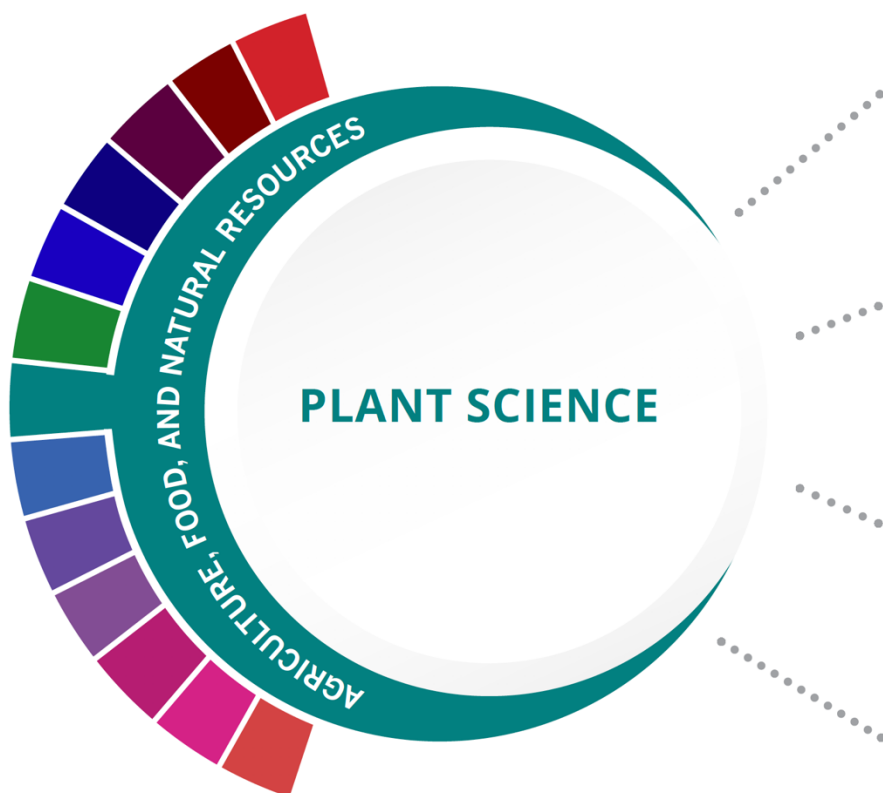 AGRICULTURE, FOOD, AND NATURAL RESOURCES
PLANT SCIENCE